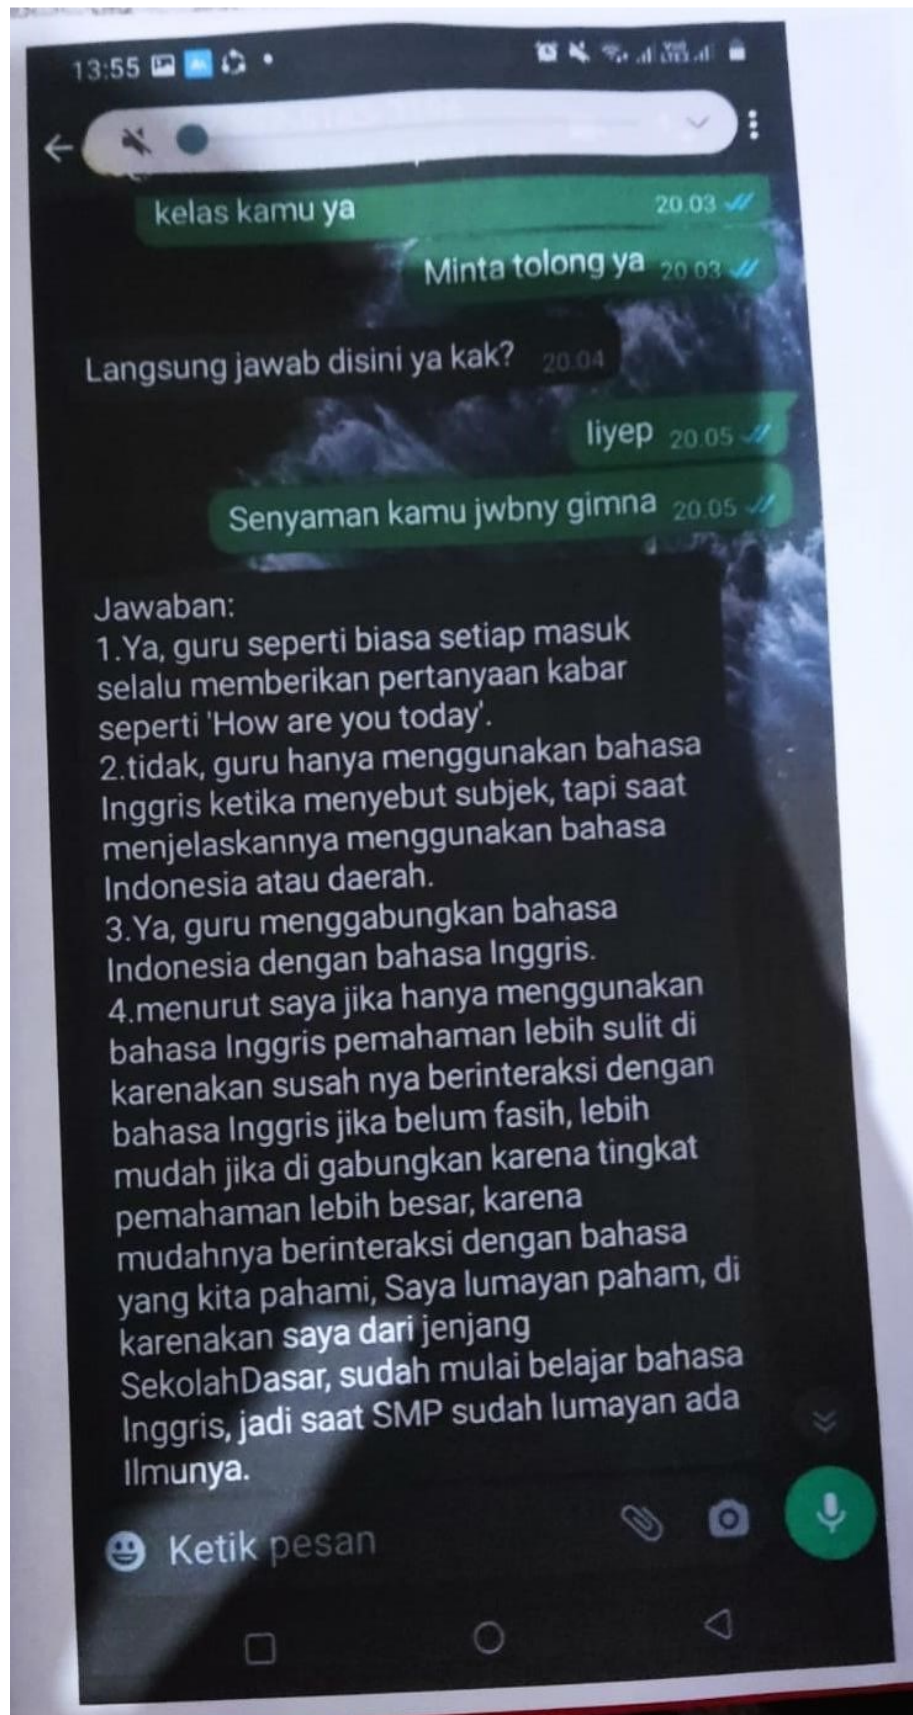 13:55
kelas kamu ya 20.03
Minta tolong ya 20.03
Langsung jawab disini ya kak? 20.04
Iiyep 20.05
Senyaman kamu jwbny gimna 20.05
Jawaban:
1.Ya, guru seperti biasa setiap masuk
selalu memberikan pertanyaan kabar
seperti 'How are you today'.
2.tidak, guru hanya menggunakan bahasa
Inggris ketika menyebut subjek, tapi saat
menjelaskannya menggunakan bahasa
Indonesia atau daerah.
3.Ya, guru menggabungkan bahasa
Indonesia dengan bahasa Inggris.
4.menurut saya jika hanya menggunakan
bahasa Inggris pemahaman lebih sulit di
karenakan susah nya berinteraksi dengan
bahasa Inggris jika belum fasih, lebih
mudah jika di gabungkan karena tingkat
pemahaman lebih besar, karena
mudahnya berinteraksi dengan bahasa
yang kita pahami, Saya lumayan paham, di
karenakan saya dari jenjang
SekolahDasar, sudah mulai belajar bahasa
Inggris, jadi saat SMP sudah lumayan ada
Ilmunya.
Ketik pesan